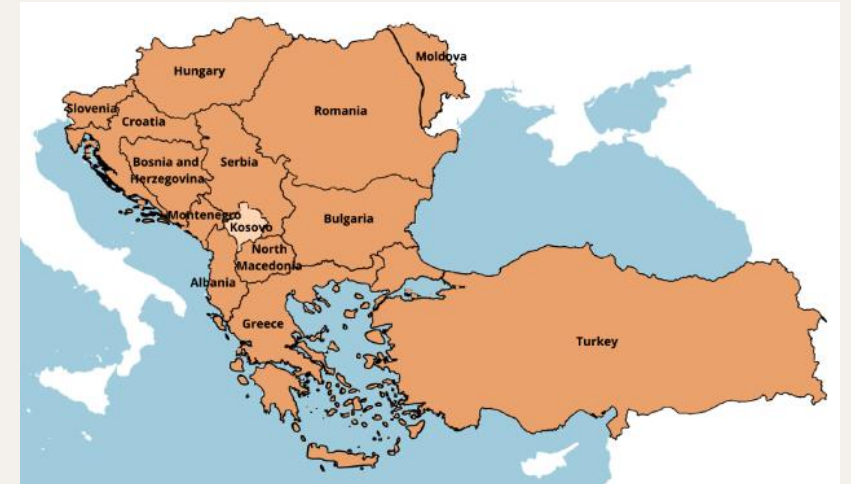 Moldova
Hungary
Slovenia
Romania
Croatia
Bosnia and
Herzegovina
Serbia
Montenegro
Bulgaria
Kosovo
North
Macedonia
Albania
Greece
Turkey